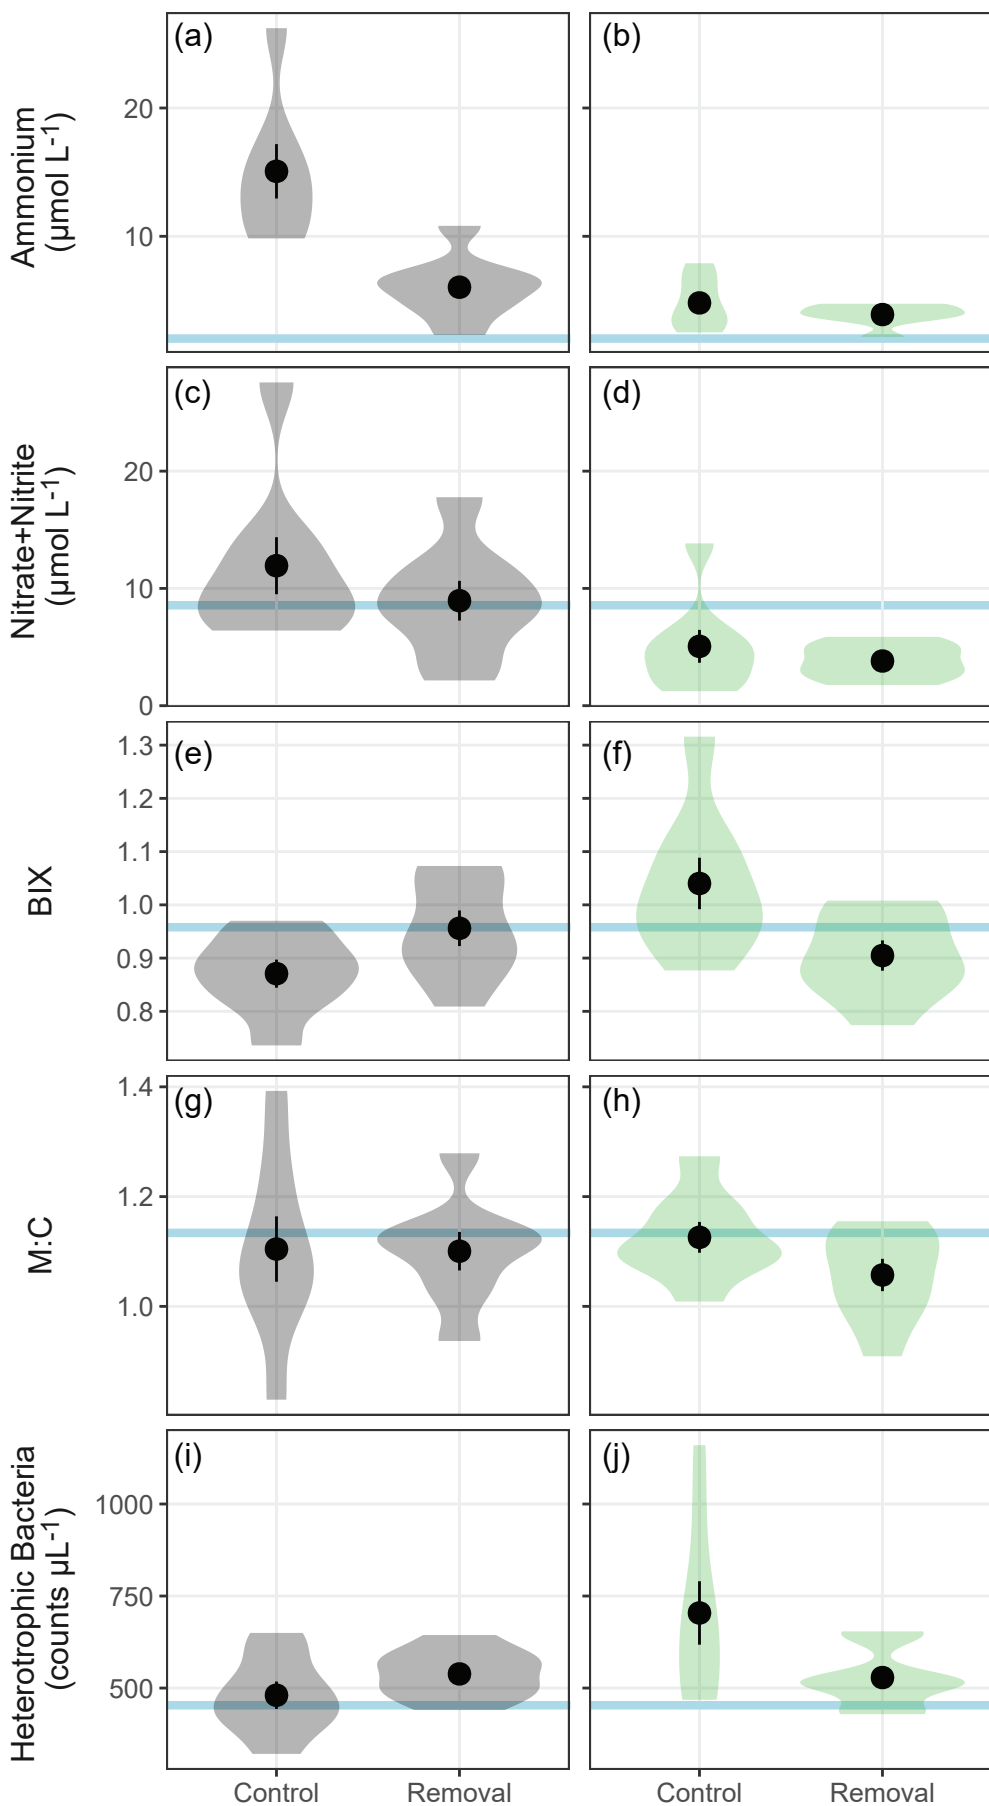 (a)
(b)
Ammonium
(µmol L⁻¹)
20
10
(c)
(d)
Nitrate+Nitrite
(µmol L⁻¹)
20
10
0
(e)
(f)
BIX
1.3
1.2
1.1
1.0
0.9
0.8
(g)
(h)
M:C
1.4
1.2
1.0
(i)
(j)
Heterotrophic Bacteria
(counts µL⁻¹)
1000
750
500
Control
Removal
Control
Removal